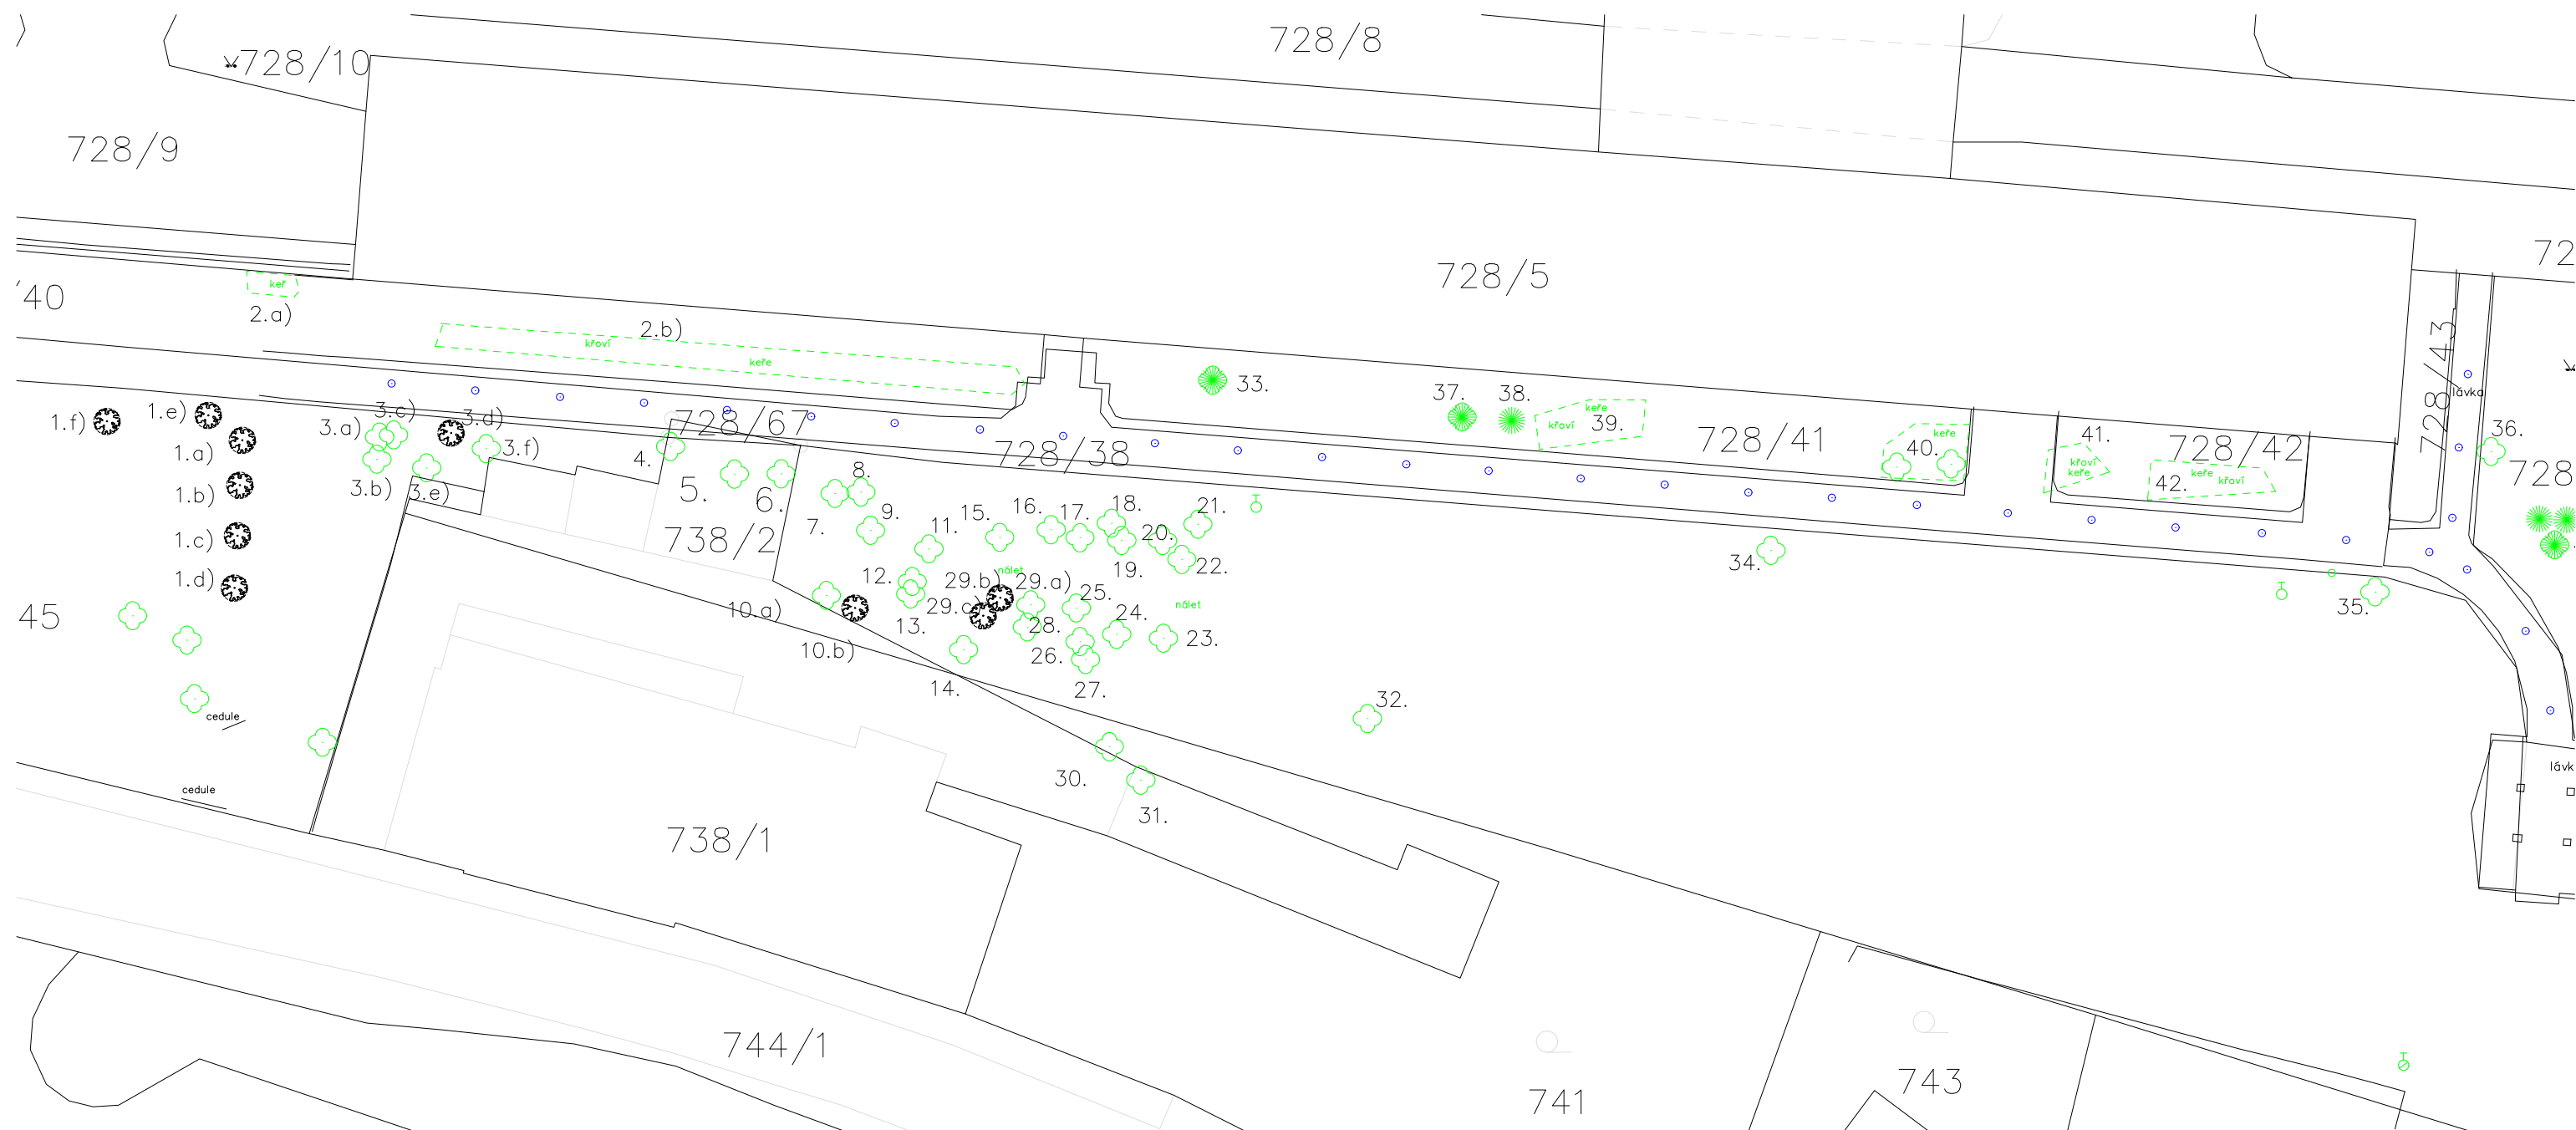 728/8
728/10
728/9
72
728/5
/40
keř
2.a)
2.b)
křoví
keře
728/43
lávka
33.
37.
38.
keře
křoví
39.
728/41
40.
keře
41.
křoví
keře
728/42
42.
keře
křoví
36.
728
1.f)
1.e)
1.a)
1.b)
1.c)
1.d)
3.a)
3.c)
3.d)
3.f)
3.b)
3.e)
4.
728/67
5.
6.
738/2
7.
8.
9.
728/38
10.a)
10.b)
11.
12.
13.
14.
15.
16.
17.
18.
19.
20.
21.
22.
nálet
29.b)
29.a)
29.c)
25.
24.
28.
26.
27.
23.
nálet
34.
35.
45
cedule
cedule
30.
31.
32.
lávk
738/1
744/1
741
743